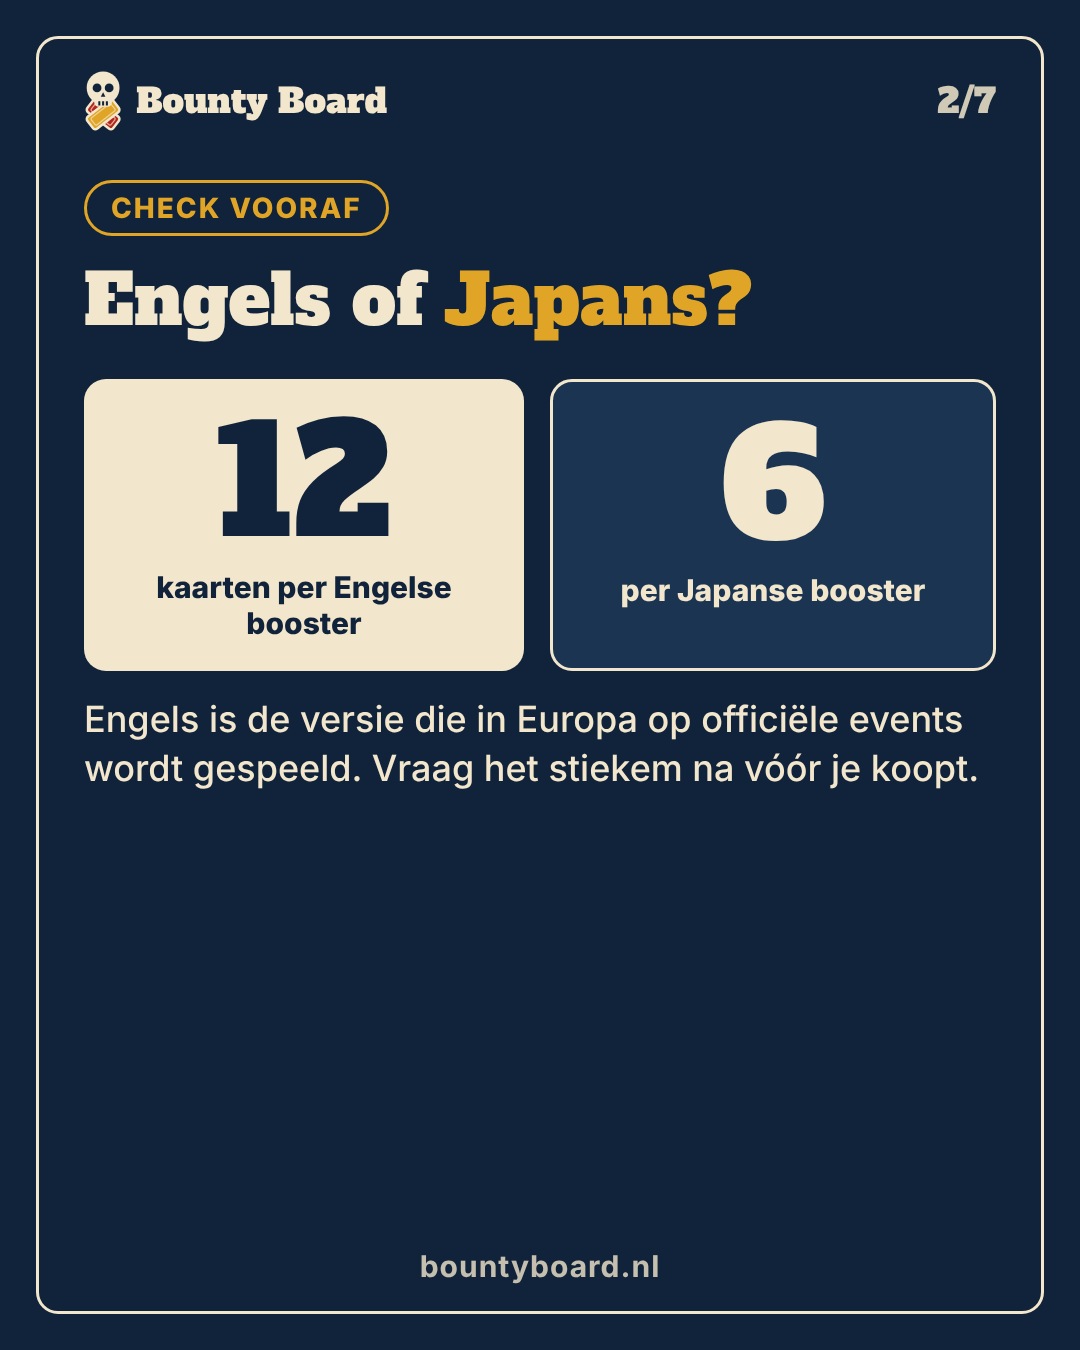 Bounty Board
2/7
CHECK VOORAF
Engels of Japans?
12
kaarten per Engelse
booster
6
per Japanse booster
Engels is de versie die in Europa op officiële events
wordt gespeeld. Vraag het stiekem na vóór je koopt.
bountyboard.nl